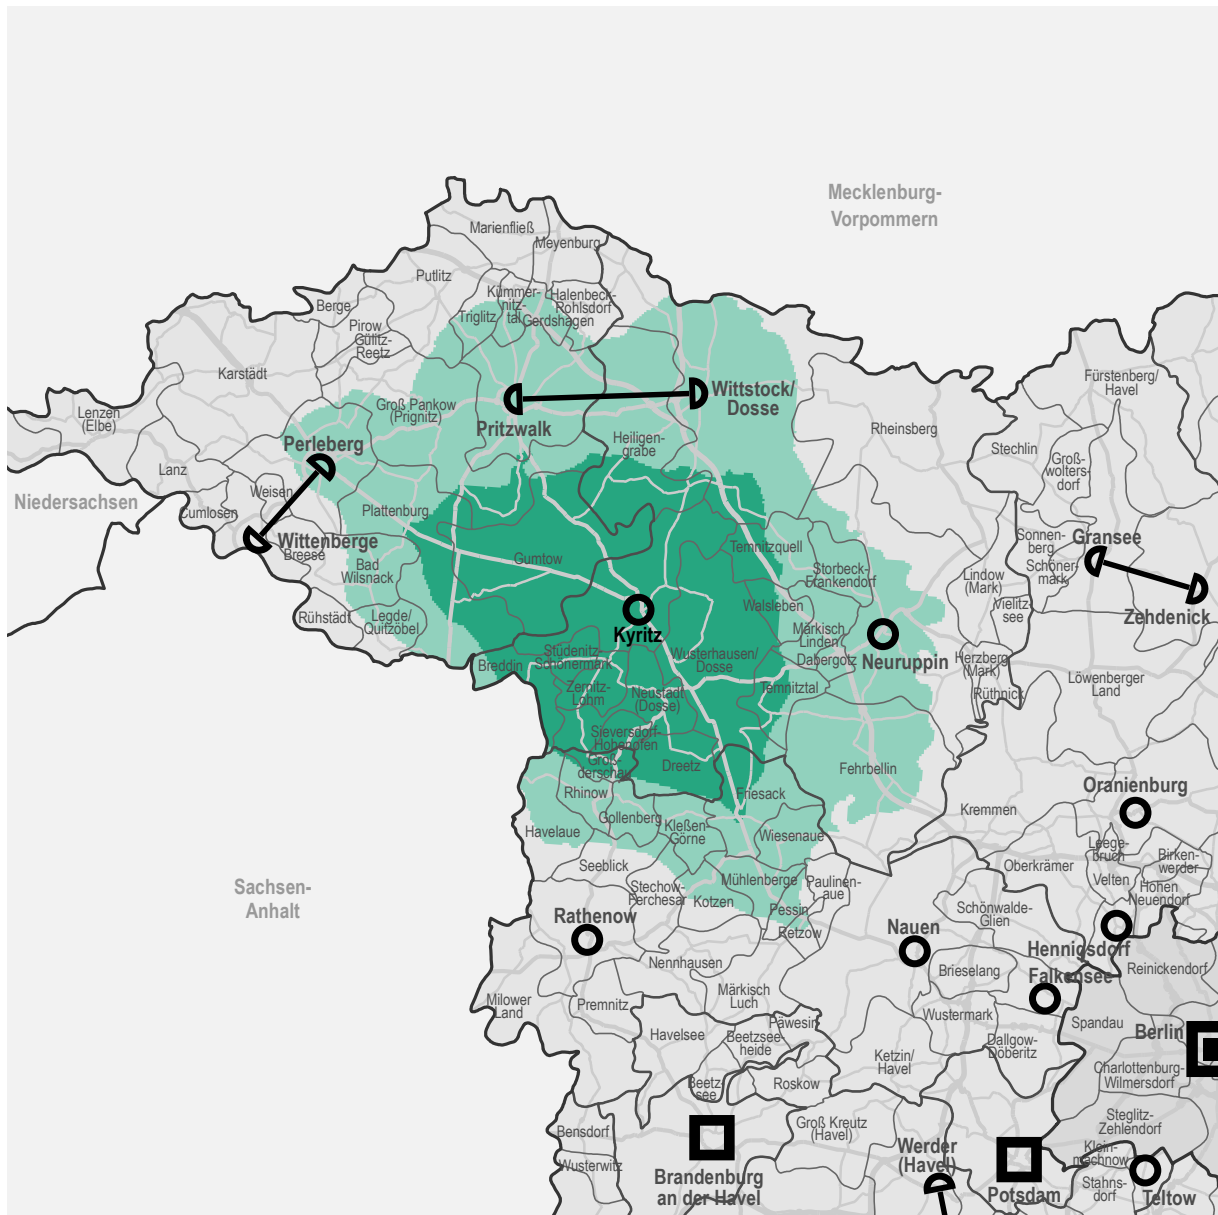 Mecklenburg-
Vorpommern
Marienfließ
Meyenburg
Putlitz
Kümmer-
nitz-
tal
Halenbeck-
Rohlsdorf
Berge
Triglitz
Gerdshagen
Pirow
Gülitz-
Reetz
Karstädt
Fürstenberg/
Havel
Wittstock/
Dosse
Groß Pankow
(Prignitz)
Lenzen
(Elbe)
Pritzwalk
Rheinsberg
Perleberg
Heiligen-
grabe
Stechlin
Groß-
wolters-
dorf
Lanz
Weisen
Niedersachsen
Cumlosen
Plattenburg
Wittenberge
Breese
Temnitzquell
Sonnen-
berg
Gransee
Schöner-
mark
Gumtow
Bad
Wilsnack
Storbeck-
Frankendorf
Lindow
(Mark)
Walsleben
Vielitz-
see
Zehdenick
Rühstädt
Legde/
Quitzöbel
Kyritz
Märkisch
Linden
Neuruppin
Breddin
Stüdenitz-
Schönermark
Wusterhausen/
Dosse
Dabergotz
Herzberg
(Mark)
Rüthnick
Löwenberger
Land
Zernitz-
Lohm
Neustadt
(Dosse)
Temnitztal
Sieversdorf-
Hohenofen
Groß-
derschau
Dreetz
Fehrbellin
Rhinow
Friesack
Oranienburg
Kremmen
Gollenberg
Havelaue
Kleßen-
Görne
Wiesenaue
Leege-
bruch
Birken-
werder
Seeblick
Oberkrämer
Velten
Hohen
Neuendorf
Sachsen-
Anhalt
Stechow-
Ferchesar
Kotzen
Mühlenberge
Paulinen-
aue
Pessin
Retzow
Schönwalde-
Glien
Rathenow
Nauen
Hennigsdorf
Nennhausen
Brieselang
Falkensee
Reinickendorf
Milower
Land
Premnitz
Märkisch
Luch
Wustermark
Spandau
Berlin
Havelsee
Päwesin
Beetzsee-
heide
Dallgow-
Döberitz
Ketzin/
Havel
Charlottenburg-
Wilmersdorf
Beetz-
see
Roskow
Groß Kreutz
(Havel)
Steglitz-
Zehlendorf
Bensdorf
Wusterwitz
Werder
(Havel)
Klein-
machnow
Brandenburg
an der Havel
Potsdam
Stahns-
dorf
Teltow